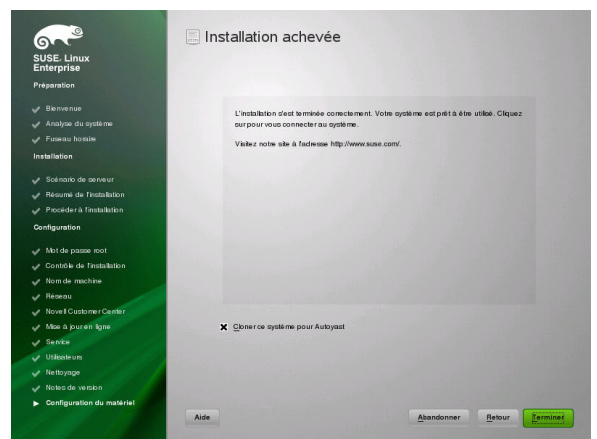 SUSE. Linux
Enterprise
Préparation
Bienvenue
Analyse du système
Fuseau horaire
Installation
Scénario de serveur
Résumé de l'installation
Procéder à l'installation
Configuration
Mot de passe root
Contrôle de l'installation
Nom de machine
Réseau
Novell Customer Center
Mise à jour en ligne
Service
Utilisateurs
Nettoyage
Notes de version
Configuration du matériel
Installation achevée
L'installation s'est terminée correctement. Votre système est prêt à être utilisé. Cliquez
sur pour vous connecter au système.
Visitez notre site à l'adresse http://www.suse.com/.
Cloner ce système pour Autoyast
Aide
Abandonner
Retour
Terminer